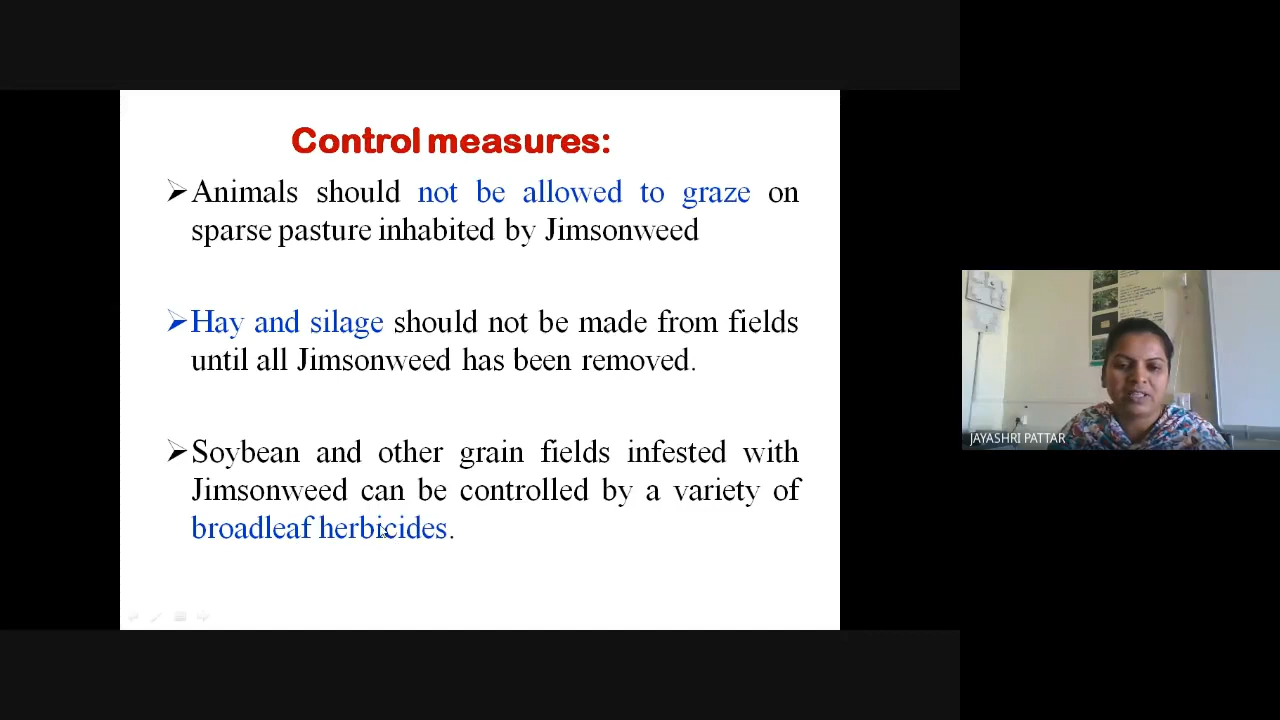 Control measures:
Animals should not be allowed to graze on
sparse pasture inhabited by Jimsonweed
Hay and silage should not be made from fields
until all Jimsonweed has been removed.
Soybean and other grain fields infested with
Jimsonweed can be controlled by a variety of
broadleaf herbicides.
JAYASHRI PATTAR